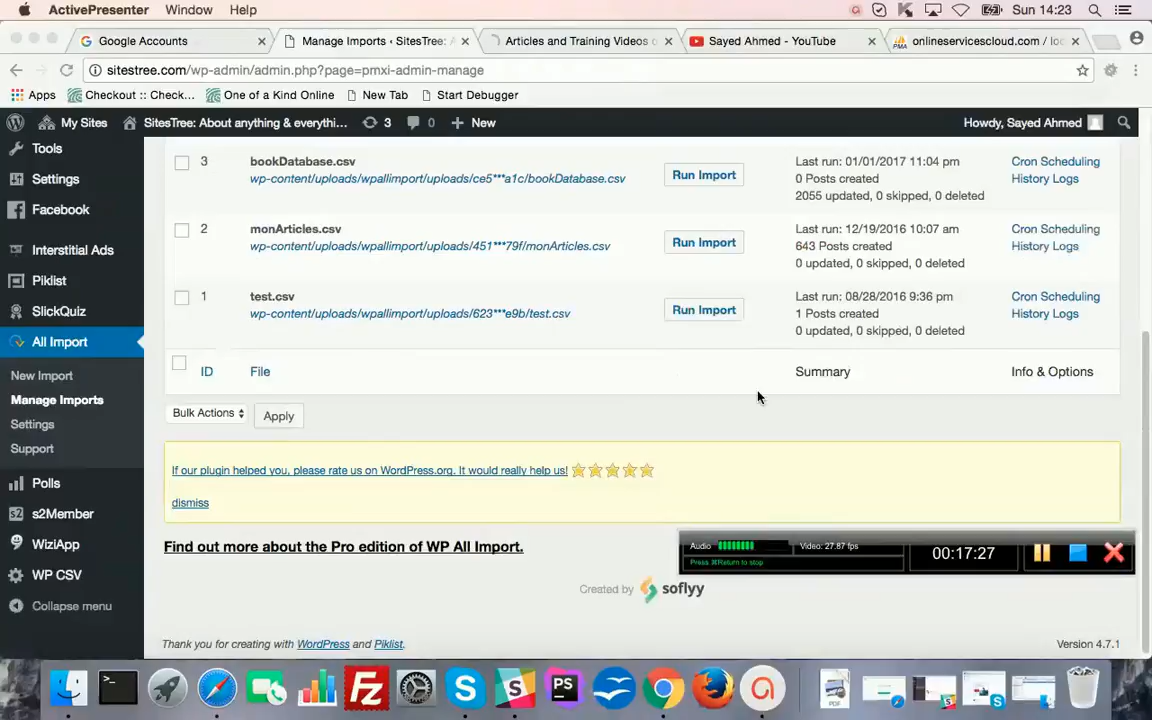 ActivePresenter Window Help Sun 14:23
Google Accounts Manage Imports ‹ SitesTree: A Articles and Training Videos o Sayed Ahmed - YouTube onlineservicescloud.com / lo
sitestree.com/wp-admin/admin.php?page=pmxi-admin-manage
Apps Checkout :: Check... One of a Kind Online New Tab Start Debugger
My Sites SitesTree: About anything & everythi... 3 0 New Howdy, Sayed Ahmed
Tools
Settings
Facebook
Interstitial Ads
Piklist
SlickQuiz
All Import
New Import
Manage Imports
Settings
Support
Polls
s2Member
WiziApp
WP CSV
Collapse menu
3 bookDatabase.csv Last run: 01/01/2017 11:04 pm Cron Scheduling
wp-content/uploads/wpallimport/uploads/ce5***a1c/bookDatabase.csv Run Import 0 Posts created History Logs
2055 updated, 0 skipped, 0 deleted
2 monArticles.csv Last run: 12/19/2016 10:07 am Cron Scheduling
wp-content/uploads/wpallimport/uploads/451***79f/monArticles.csv Run Import 643 Posts created History Logs
0 updated, 0 skipped, 0 deleted
1 test.csv Last run: 08/28/2016 9:36 pm Cron Scheduling
wp-content/uploads/wpallimport/uploads/623***e9b/test.csv Run Import 1 Posts created History Logs
0 updated, 0 skipped, 0 deleted
ID File Summary Info & Options
Bulk Actions Apply
If our plugin helped you, please rate us on WordPress.org. It would really help us!
dismiss
Find out more about the Pro edition of WP All Import.
Audio Video: 27.87 fps 00:17:27
Press ⌘Return to stop
Created by soflyy
Thank you for creating with WordPress and Piklist. Version 4.7.1